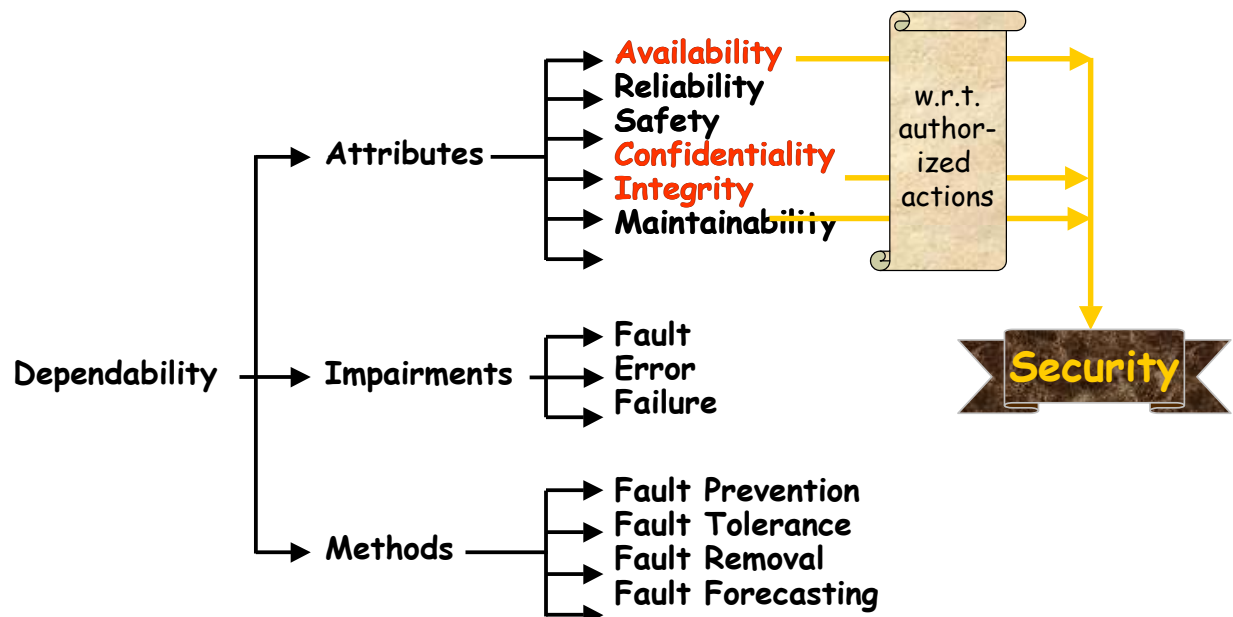 Availability
Reliability
Safety
Confidentiality
Integrity
Maintainability
w.r.t.
author-
ized
actions
Attributes
Dependability
Impairments
Fault
Error
Failure
Security
Methods
Fault Prevention
Fault Tolerance
Fault Removal
Fault Forecasting